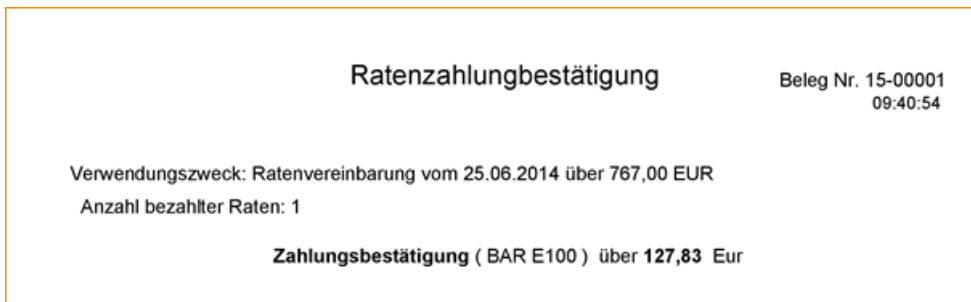 Ratenzahlungbestätigung
Beleg Nr. 15-00001
09:40:54
Verwendungszweck: Ratenvereinbarung vom 25.06.2014 über 767,00 EUR
Anzahl bezahlter Raten: 1
Zahlungsbestätigung ( BAR E100 ) über 127,83 Eur